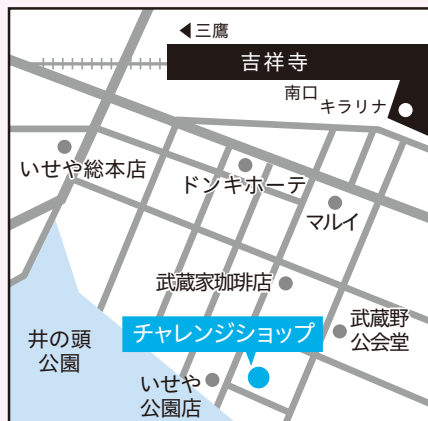 ◀三鷹
吉祥寺
南口
キラリナ
いせや総本店
ドンキホーテ
マルイ
武蔵家珈琲店
武蔵野
公会堂
チャレンジショップ
井の頭
公園
いせや
公園店